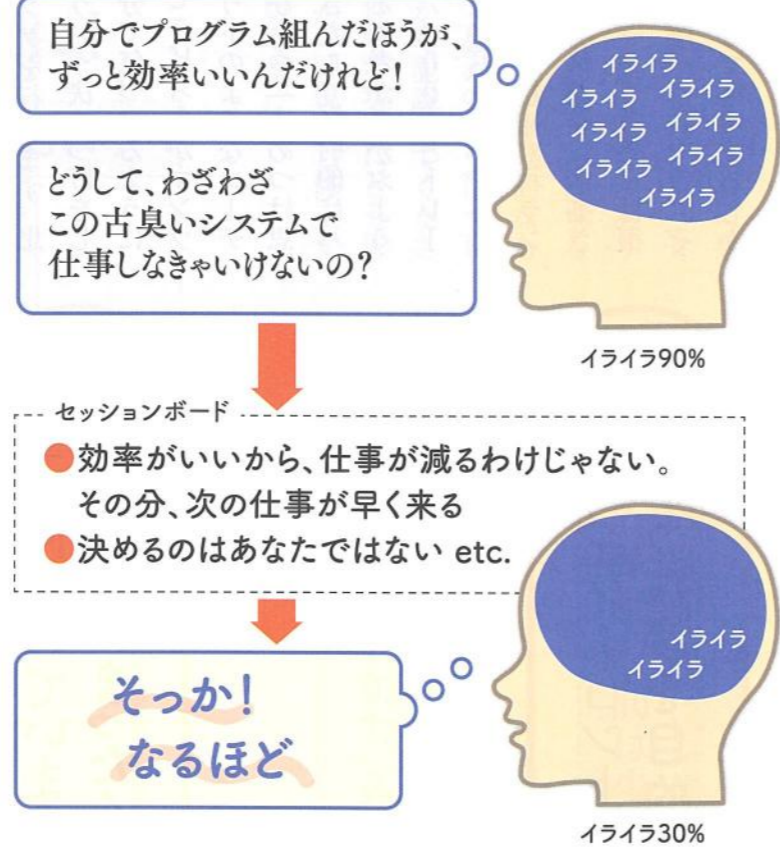 自分でプログラム組んだほうが、
ずっと効率いいんだけれど！
イライラ
イライラ イライラ
イライラ イライラ
イライラ イライラ
イライラ
どうして、わざわざ
この古臭いシステムで
仕事しなきゃいけないの？
イライラ90%
セッションボード
●効率がいいから、仕事が減るわけじゃない。
その分、次の仕事が早く来る
●決めるのはあなたではない etc.
イライラ
イライラ
そっか！
なるほど
イライラ30%